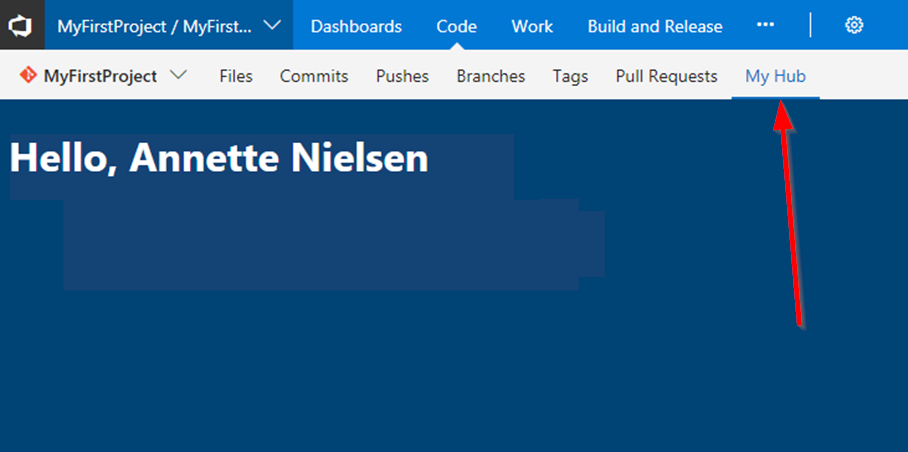 MyFirstProject / MyFirst... Dashboards Code Work Build and Release ...
MyFirstProject Files Commits Pushes Branches Tags Pull Requests My Hub
Hello, Annette Nielsen